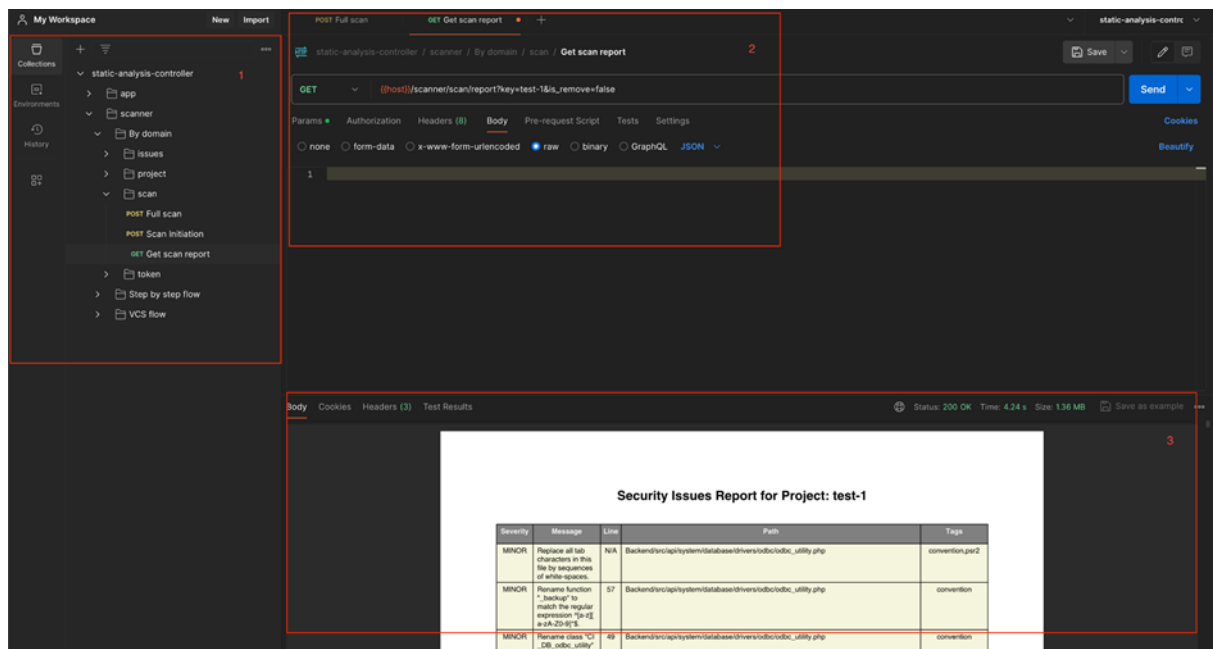 My Workspace New Import
POST Full scan GET Get scan report static-analysis-contrc
Collections
Environments
History
static-analysis-controller 1
app
scanner
By domain
issues
project
scan
POST Full scan
POST Scan Initiation
GET Get scan report
token
Step by step flow
VCS flow
static-analysis-controller / scanner / By domain / scan / Get scan report 2 Save
GET {{host}}/scanner/scan/report?key=test-1&is_remove=false Send
Params Authorization Headers (8) Body Pre-request Script Tests Settings Cookies
none form-data x-www-form-urlencoded raw binary GraphQL JSON Beautify
1
Body Cookies Headers (3) Test Results Status: 200 OK Time: 4.24 s Size: 1.36 MB Save as example
3
Security Issues Report for Project: test-1
Severity Message Line Path Tags
MINOR Replace all tab N/A Backend/src/api/system/database/drivers/odbc/odbc_utility.php convention,psr2
characters in this
file by sequences
of white-spaces.
MINOR Rename function 57 Backend/src/api/system/database/drivers/odbc/odbc_utility.php convention
"_backup" to
match the regular
expression ^[a-z][
a-zA-Z0-9]*$.
MINOR Rename class "CI 49 Backend/src/api/system/database/drivers/odbc/odbc_utility.php convention
_DB_odbc_utility"